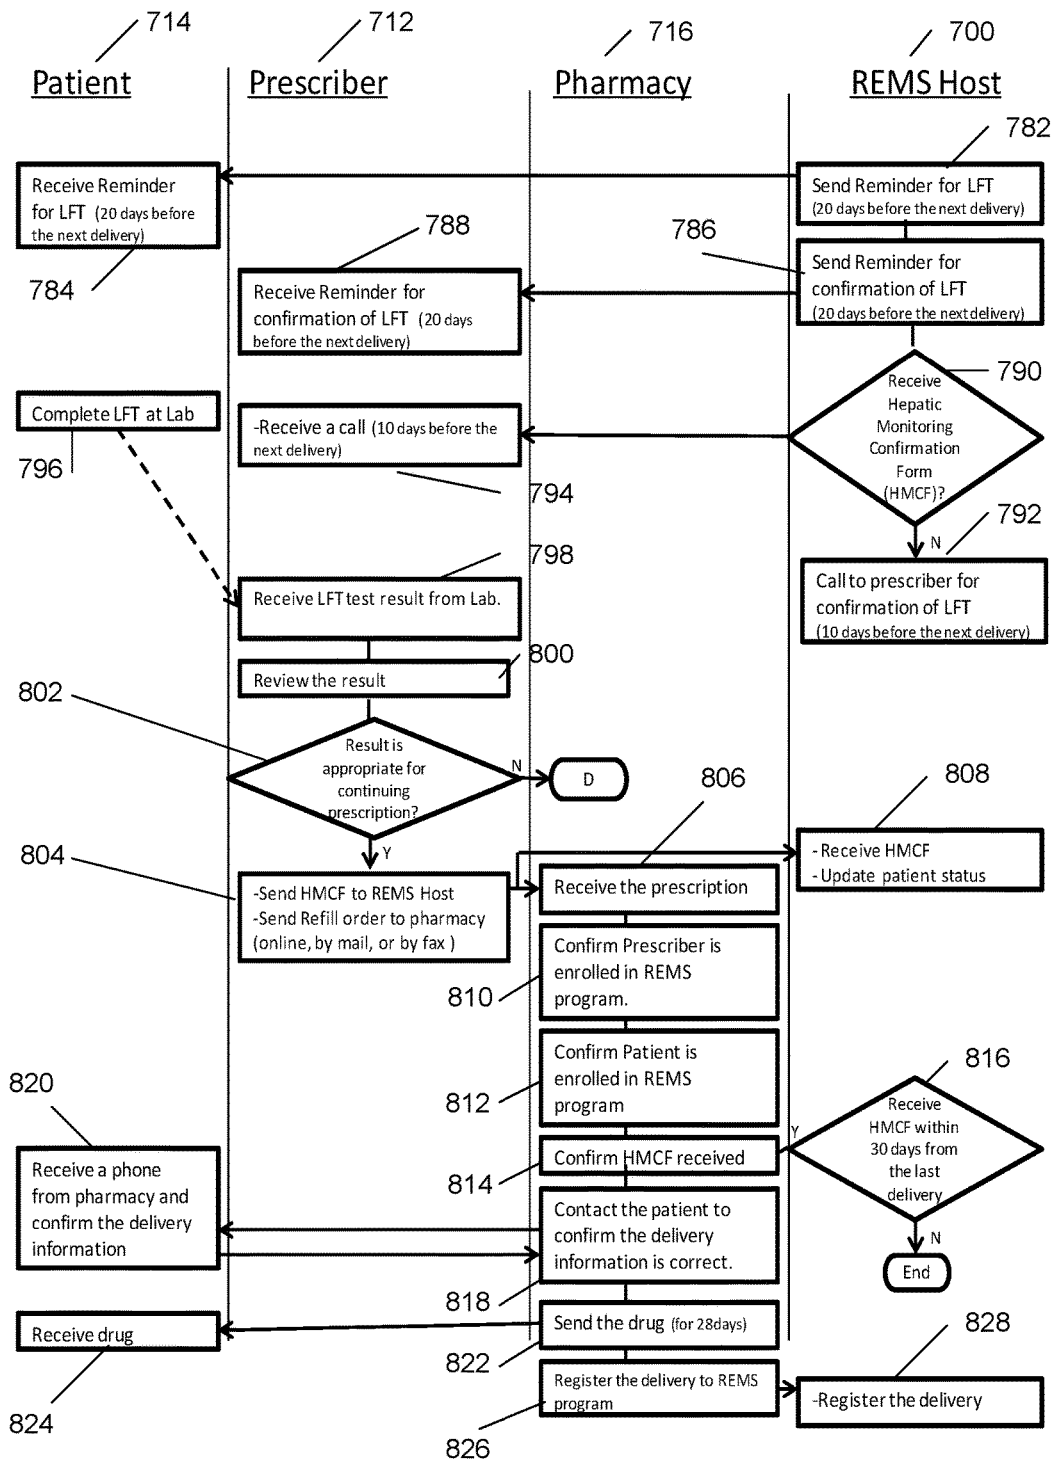 714
712
716
700
Patient
Prescriber
Pharmacy
REMS Host
782
Receive Reminder
for LFT (20 days before
the next delivery)
784
Send Reminder for LFT
(20 days before the next delivery)
788
786
Send Reminder for
confirmation of LFT
(20 days before the next delivery)
Receive Reminder for
confirmation of LFT (20 days
before the next delivery)
790
Receive
Hepatic
Monitoring
Confirmation
Form
(HMCF)?
Complete LFT at Lab
796
-Receive a call (10 days before the
next delivery)
794
792
N
Call to prescriber for
confirmation of LFT
(10 days before the next delivery)
798
Receive LFT test result from Lab.
800
Review the result
802
Result is
appropriate for
continuing
prescription?
N
D
Y
806
808
- Receive HMCF
- Update patient status
804
-Send HMCF to REMS Host
-Send Refill order to pharmacy
(online, by mail, or by fax )
Receive the prescription
Confirm Prescriber is
enrolled in REMS
program.
810
Confirm Patient is
enrolled in REMS
program
812
816
Receive
HMCF within
30 days from
the last
delivery
Y
N
End
Confirm HMCF received
814
820
Receive a phone
from pharmacy and
confirm the delivery
information
Contact the patient to
confirm the delivery
information is correct.
818
Receive drug
824
Send the drug (for 28days)
822
828
Register the delivery to REMS
program
826
-Register the delivery